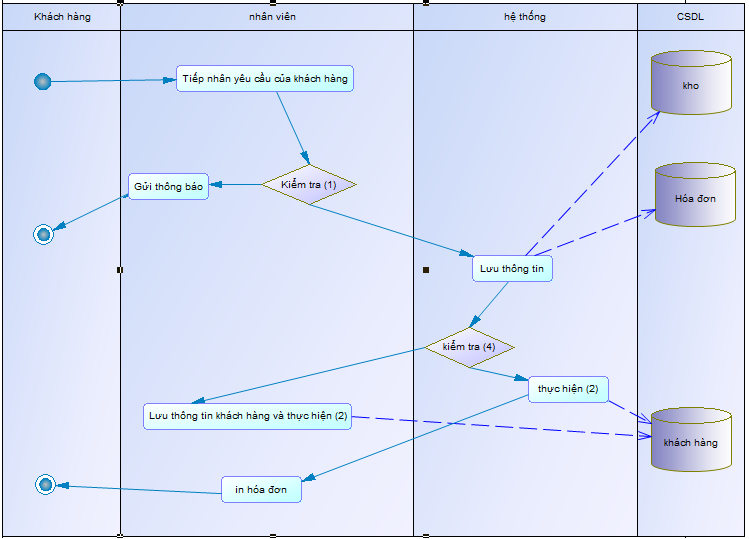 Khách hàng
nhân viên
hệ thống
CSDL
Tiếp nhân yêu cầu của khách hàng
kho
Gửi thông báo
Kiểm tra (1)
Hóa đơn
Lưu thông tin
kiểm tra (4)
thực hiện (2)
Lưu thông tin khách hàng và thực hiện (2)
khách hàng
in hóa đơn